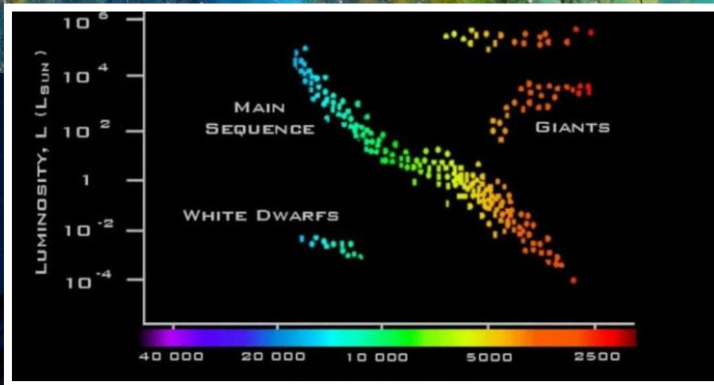 10 6
10 4
MAIN
SEQUENCE
GIANTS
10 2
LUMINOSITY, L (LSUN)
1
WHITE DWARFS
10 -2
10 -4
40 000 20 000 10 000 5000 2500